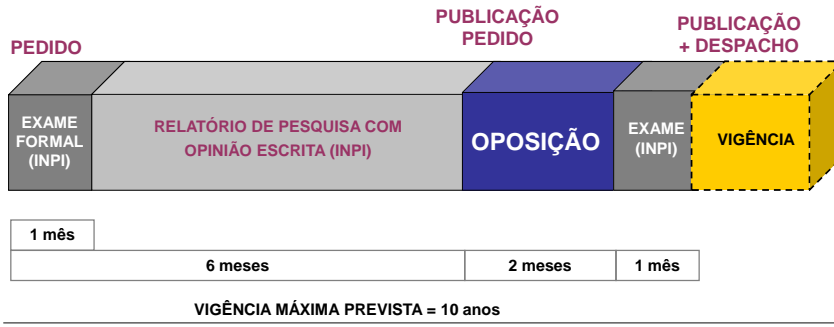 PEDIDO
PUBLICAÇÃO
PEDIDO
PUBLICAÇÃO
+ DESPACHO
EXAME
FORMAL
(INPI)
RELATÓRIO DE PESQUISA COM
OPINIÃO ESCRITA (INPI)
OPOSIÇÃO
EXAME
(INPI)
VIGÊNCIA
1 mês
6 meses
2 meses
1 mês
VIGÊNCIA MÁXIMA PREVISTA = 10 anos